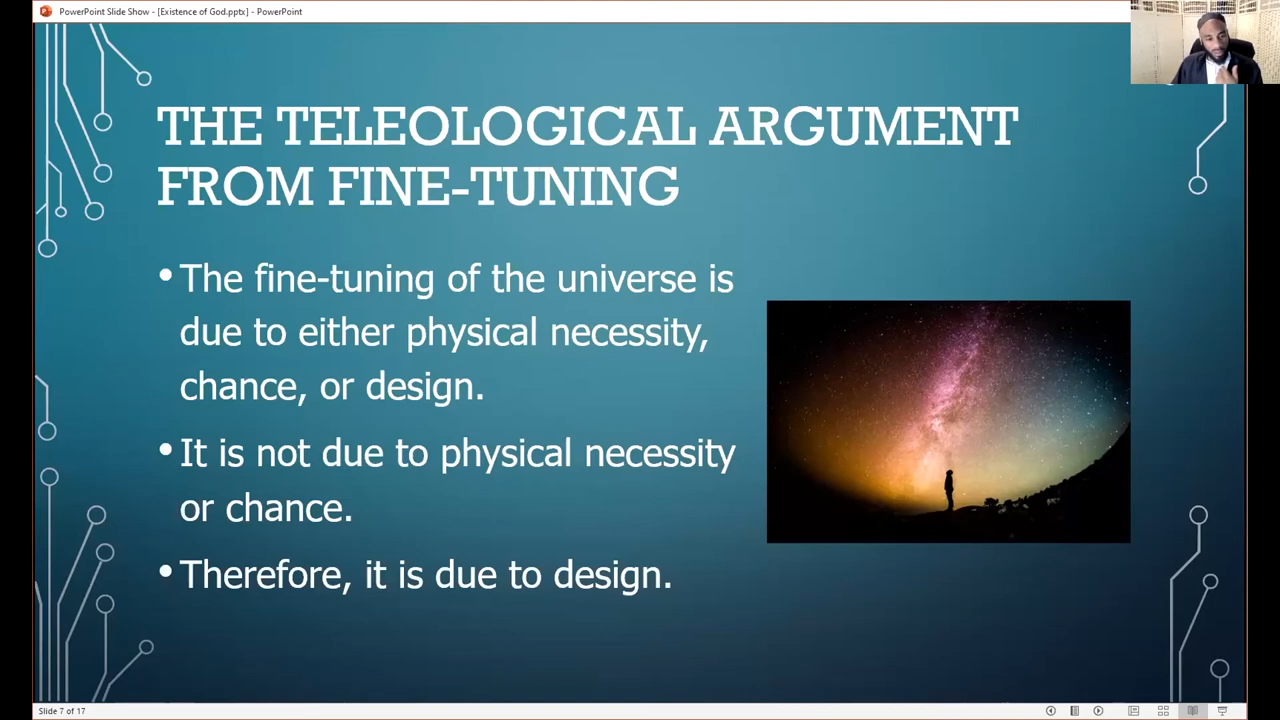 PowerPoint Slide Show - [Existence of God.pptx] - PowerPoint
THE TELEOLOGICAL ARGUMENT
FROM FINE-TUNING
•The fine-tuning of the universe is
due to either physical necessity,
chance, or design.
•It is not due to physical necessity
or chance.
•Therefore, it is due to design.
Slide 7 of 17